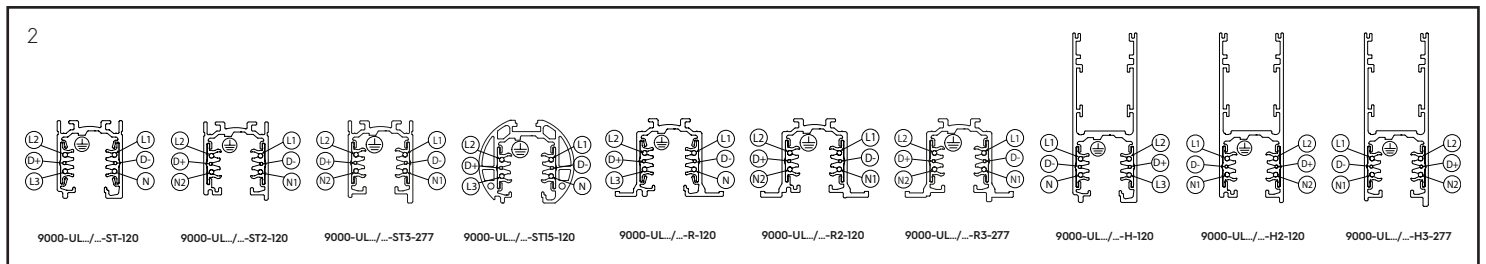 2
L2 L1 L2 L1 L2 L1 L2 L1 L2 L1 L2 L1 L2 L1 L1 L2 L1 L2 L1 L2
D+ D- D+ D- D+ D- D+ D- D+ D- D+ D- D+ D- D- D+ D- D+ D- D+
L3 N N2 N1 N2 N1 L3 N L3 N N2 N1 N2 N1 N L3 N1 N2 N1 N2
9000-UL.../...-ST-120 9000-UL.../...-ST2-120 9000-UL.../...-ST3-277 9000-UL.../...-ST15-120 9000-UL.../...-R-120 9000-UL.../...-R2-120 9000-UL.../...-R3-277 9000-UL.../...-H-120 9000-UL.../...-H2-120 9000-UL.../...-H3-277